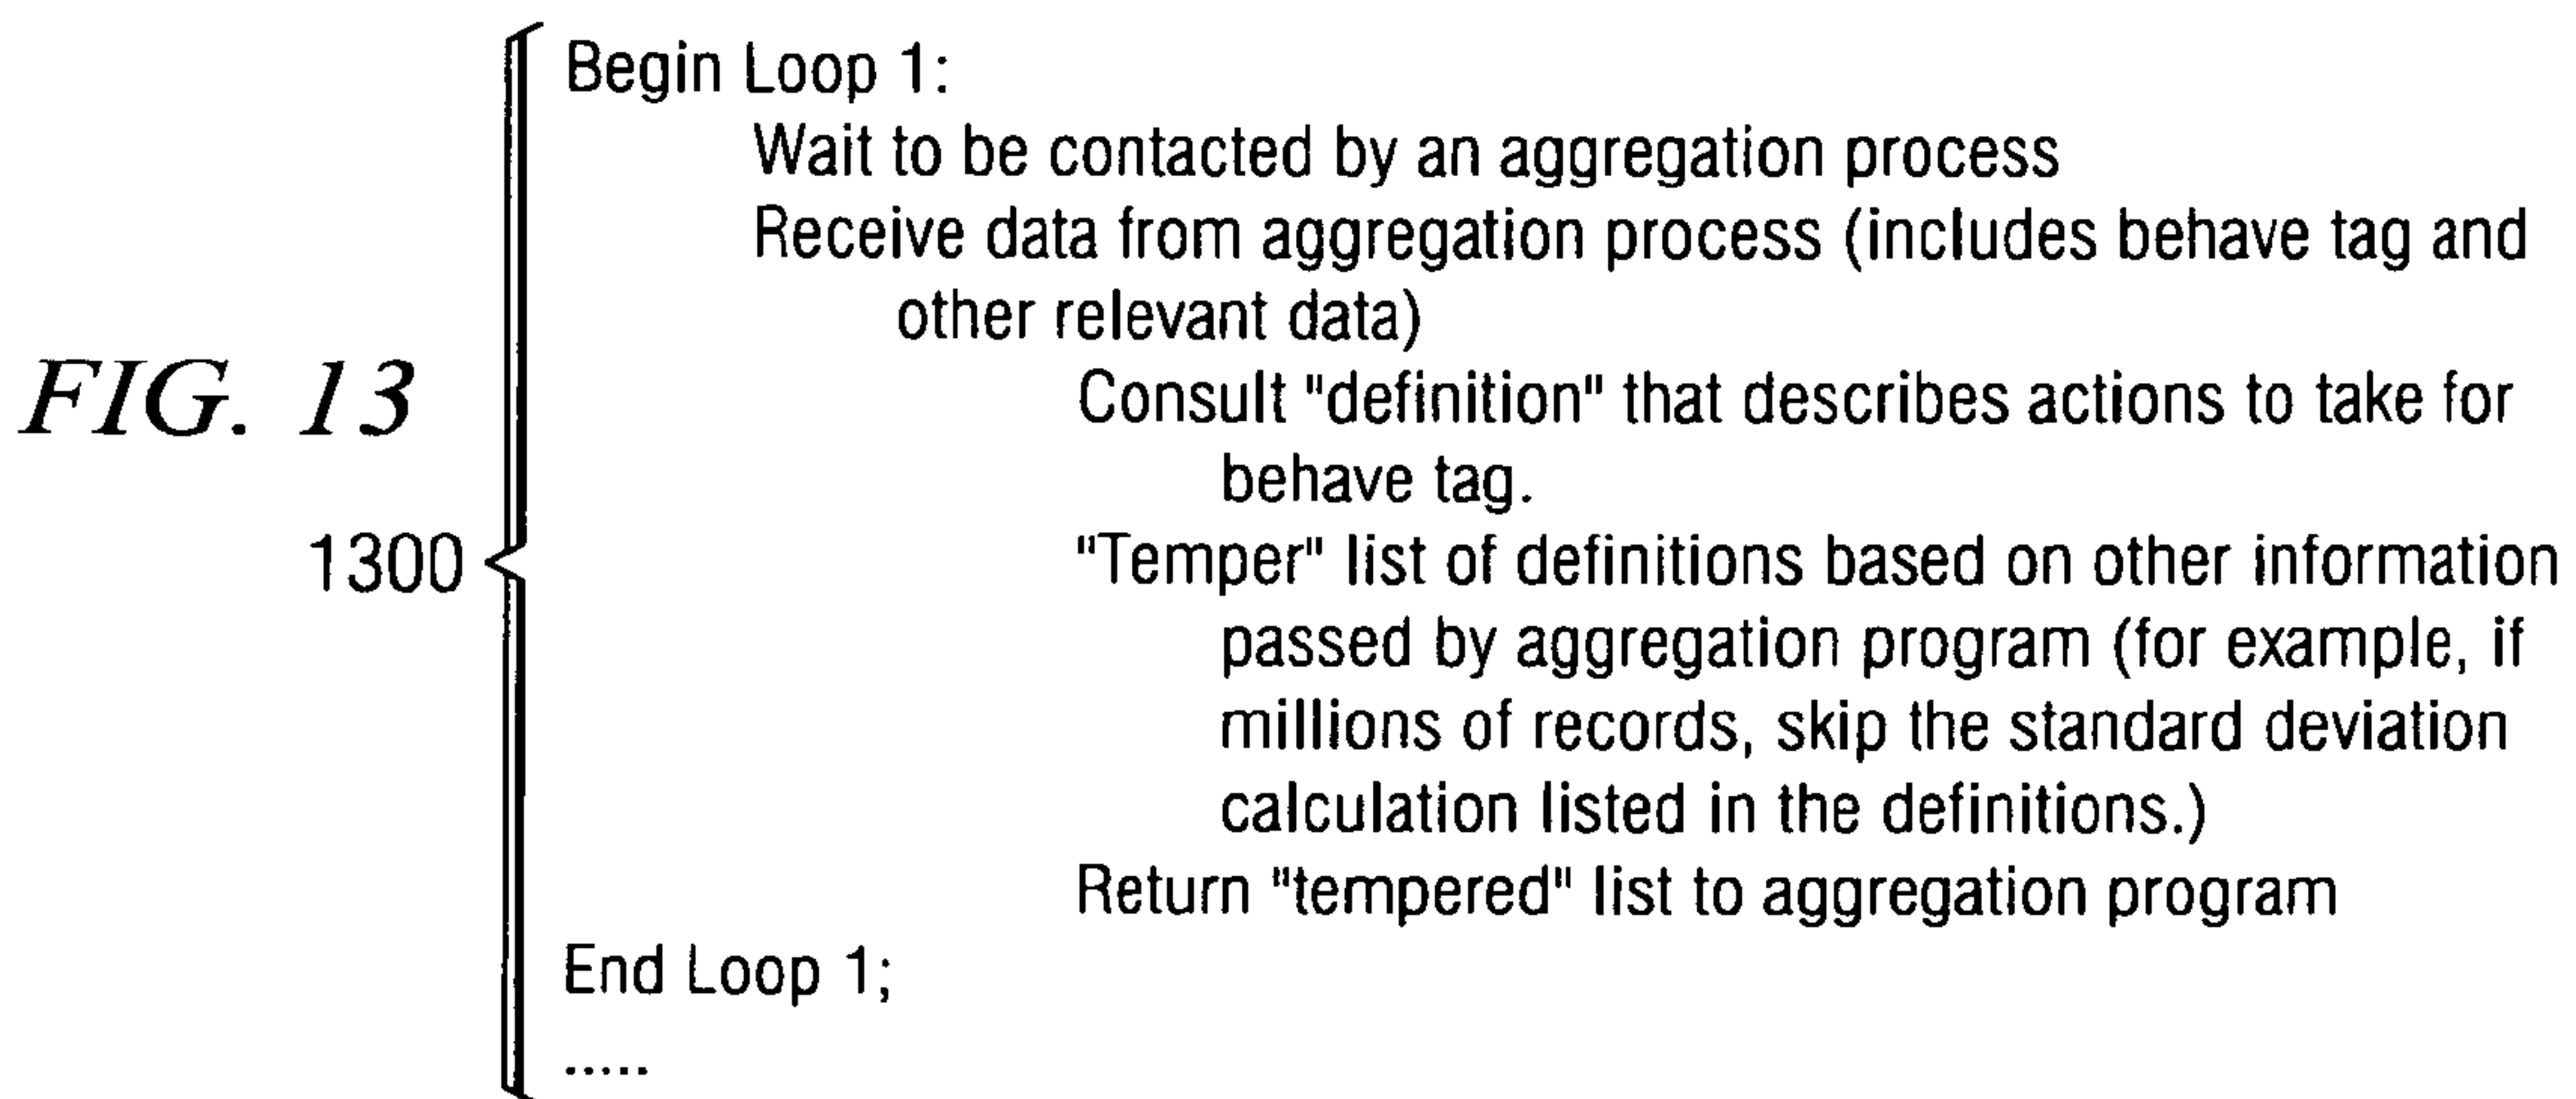 Begin Loop 1:
Wait to be contacted by an aggregation process
Receive data from aggregation process (includes behave tag and
other relevant data)
FIG. 13
Consult "definition" that describes actions to take for
behave tag.
1300
"Temper" list of definitions based on other information
passed by aggregation program (for example, if
millions of records, skip the standard deviation
calculation listed in the definitions.)
Return "tempered" list to aggregation program
End Loop 1;
.....